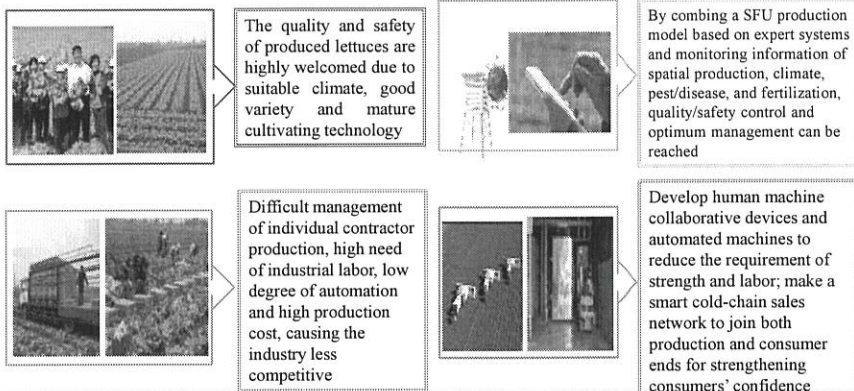 The quality and safety
of produced lettuces are
highly welcomed due to
suitable climate, good
variety and mature
cultivating technology
By combing a SFU production
model based on expert systems
and monitoring information of
spatial production, climate,
pest/disease, and fertilization,
quality/safety control and
optimum management can be
reached
Difficult management
of individual contractor
production, high need
of industrial labor, low
degree of automation
and high production
cost, causing the
industry less
competitive
Develop human machine
collaborative devices and
automated machines to
reduce the requirement of
strength and labor; make a
smart cold-chain sales
network to join both
production and consumer
ends for strengthening
consumers' confidence